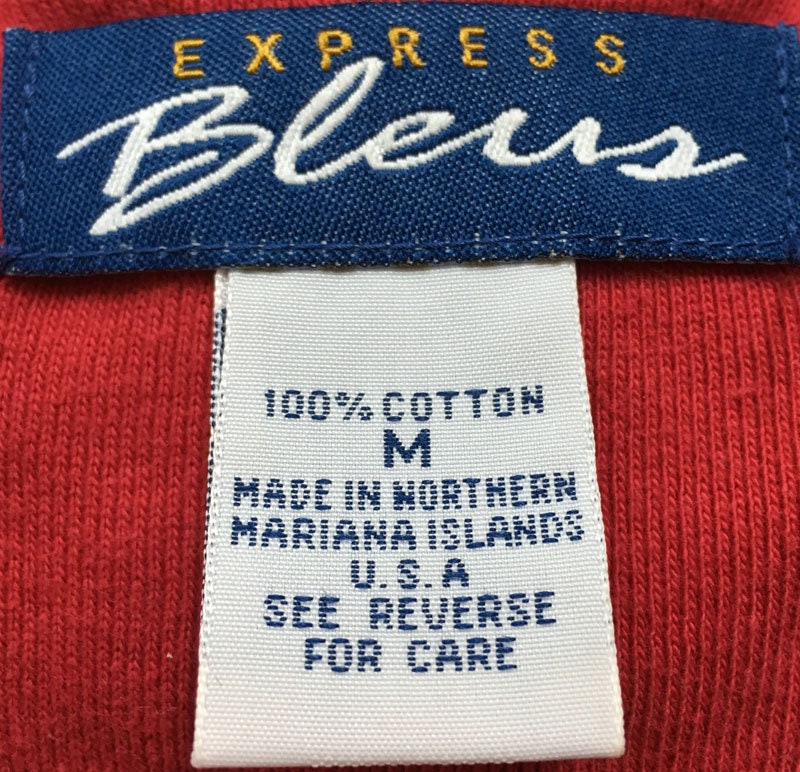 EXPRESS
Bleus
100% COTTON
M
MADE IN NORTHERN
MARIANA ISLANDS
U.S.A
SEE REVERSE
FOR CARE